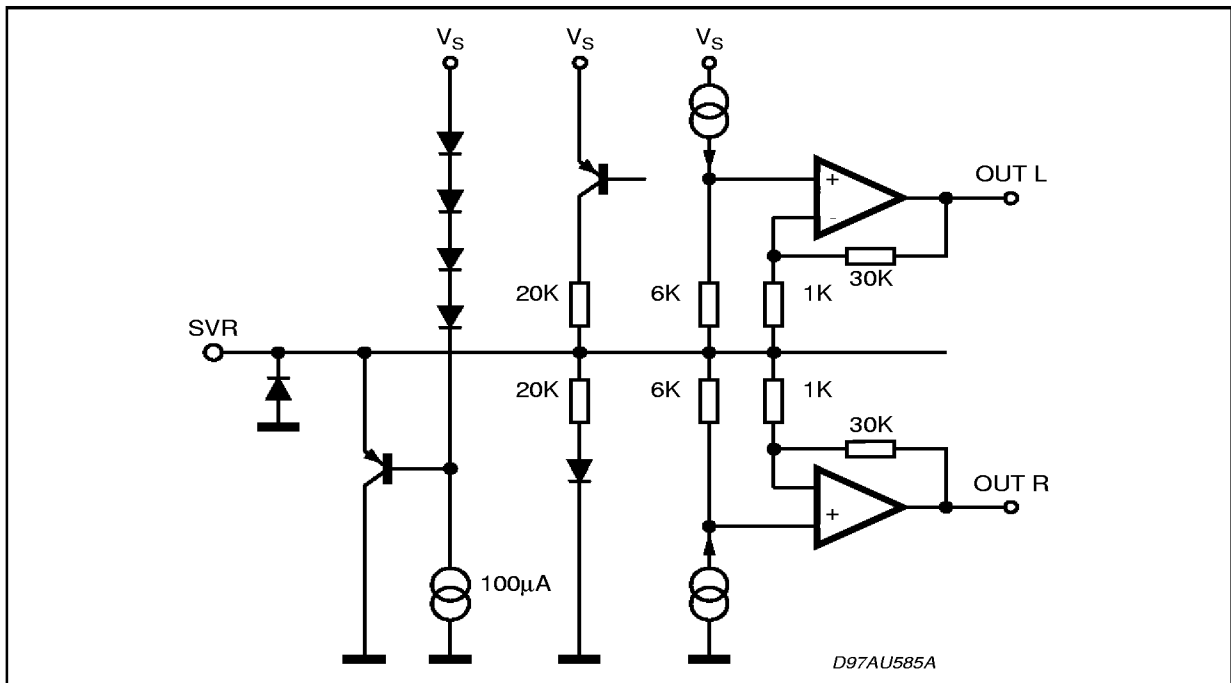 VS VS VS
+
-
OUT L
30K
20K 6K 1K
SVR
20K 6K 1K
30K
OUT R
+
100µA
D97AU585A